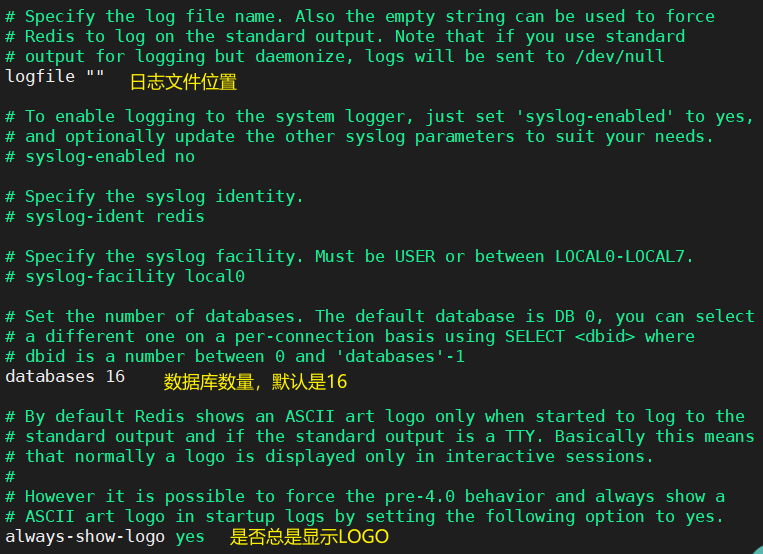 # Specify the log file name. Also the empty string can be used to force
# Redis to log on the standard output. Note that if you use standard
# output for logging but daemonize, logs will be sent to /dev/null
logfile "" 日志文件位置
# To enable logging to the system logger, just set 'syslog-enabled' to yes,
# and optionally update the other syslog parameters to suit your needs.
# syslog-enabled no
# Specify the syslog identity.
# syslog-ident redis
# Specify the syslog facility. Must be USER or between LOCAL0-LOCAL7.
# syslog-facility local0
# Set the number of databases. The default database is DB 0, you can select
# a different one on a per-connection basis using SELECT <dbid> where
# dbid is a number between 0 and 'databases'-1
databases 16 数据库数量，默认是16
# By default Redis shows an ASCII art logo only when started to log to the
# standard output and if the standard output is a TTY. Basically this means
# that normally a logo is displayed only in interactive sessions.
#
# However it is possible to force the pre-4.0 behavior and always show a
# ASCII art logo in startup logs by setting the following option to yes.
always-show-logo yes 是否总是显示LOGO